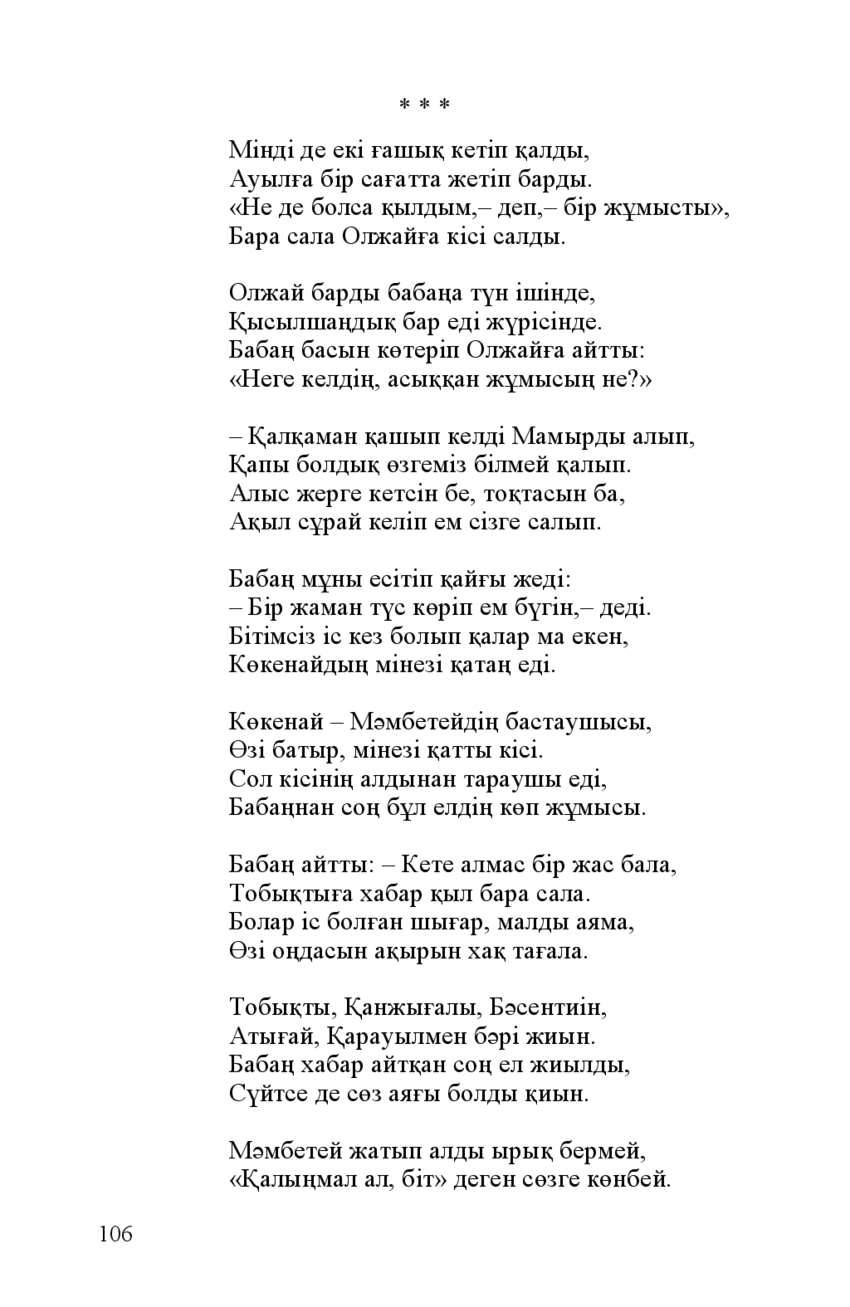 * * *
Мінді де екі ғашық кетіп қалды,
Ауылға бір сағатта жетіп барды.
«Не де болса қылдым,– деп,– бір жұмысты»,
Бара сала Олжайға кісі салды.
Олжай барды бабаңа түн ішінде,
Қысылшаңдық бар еді жүрісінде.
Бабаң басын көтеріп Олжайға айтты:
«Неге келдің, асыққан жұмысың не?»
– Қалқаман қашып келді Мамырды алып,
Қапы болдық өзгеміз білмей қалып.
Алыс жерге кетсін бе, тоқтасын ба,
Ақыл сұрай келіп ем сізге салып.
Бабаң мұны есітіп қайғы жеді:
– Бір жаман түс көріп ем бүгін,– деді.
Бітімсіз іс кез болып қалар ма екен,
Көкенайдың мінезі қатаң еді.
Көкенай – Мәмбетейдің бастаушысы,
Өзі батыр, мінезі қатты кісі.
Сол кісінің алдынан тараушы еді,
Бабаңнан соң бұл елдің көп жұмысы.
Бабаң айтты: – Кете алмас бір жас бала,
Тобықтыға хабар қыл бара сала.
Болар іс болған шығар, малды аяма,
Өзі оңдасын ақырын хақ тағала.
Тобықты, Қанжығалы, Бәсентиін,
Атығай, Қарауылмен бәрі жиын.
Бабаң хабар айтқан соң ел жиылды,
Сүйтсе де сөз аяғы болды қиын.
Мәмбетей жатып алды ырық бермей,
«Қалыңмал ал, біт» деген сөзге көнбей.
106